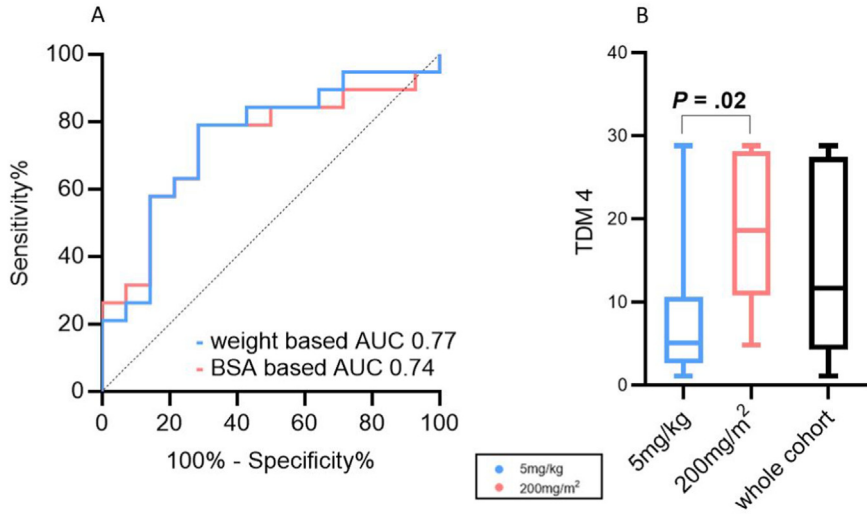 A
Sensitivity%
100
80
60
40
20
0
0 20 40 60 80 100
100% - Specificity%
weight based AUC 0.77
BSA based AUC 0.74
5mg/kg
200mg/m²
B
TDM 4
40
30
20
10
0
P = .02
5mg/kg
200mg/m²
whole cohort